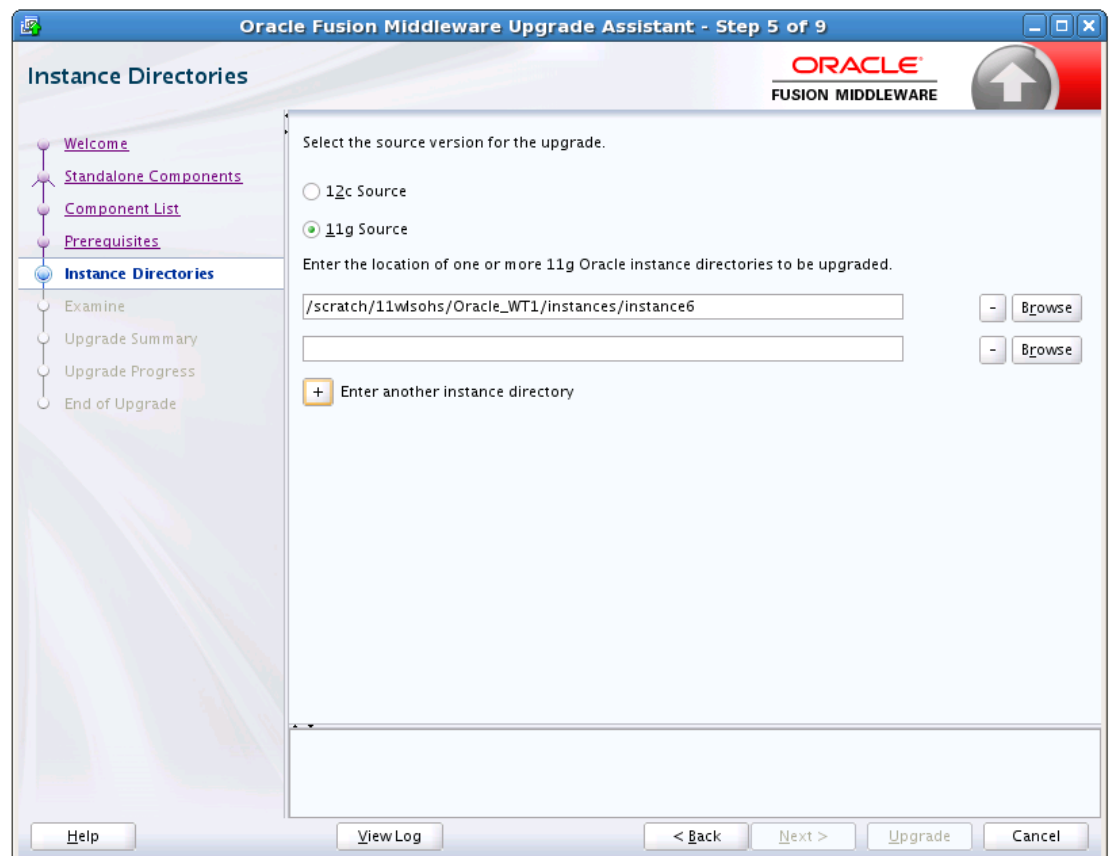 Oracle Fusion Middleware Upgrade Assistant - Step 5 of 9
Instance Directories
ORACLE®
FUSION MIDDLEWARE
Welcome
Standalone Components
Component List
Prerequisites
Instance Directories
Examine
Upgrade Summary
Upgrade Progress
End of Upgrade
Select the source version for the upgrade.
12c Source
11g Source
Enter the location of one or more 11g Oracle instance directories to be upgraded.
/scratch/11wlsohs/Oracle_WT1/instances/instance6 - Browse
- Browse
+ Enter another instance directory
Help View Log < Back Next > Upgrade Cancel